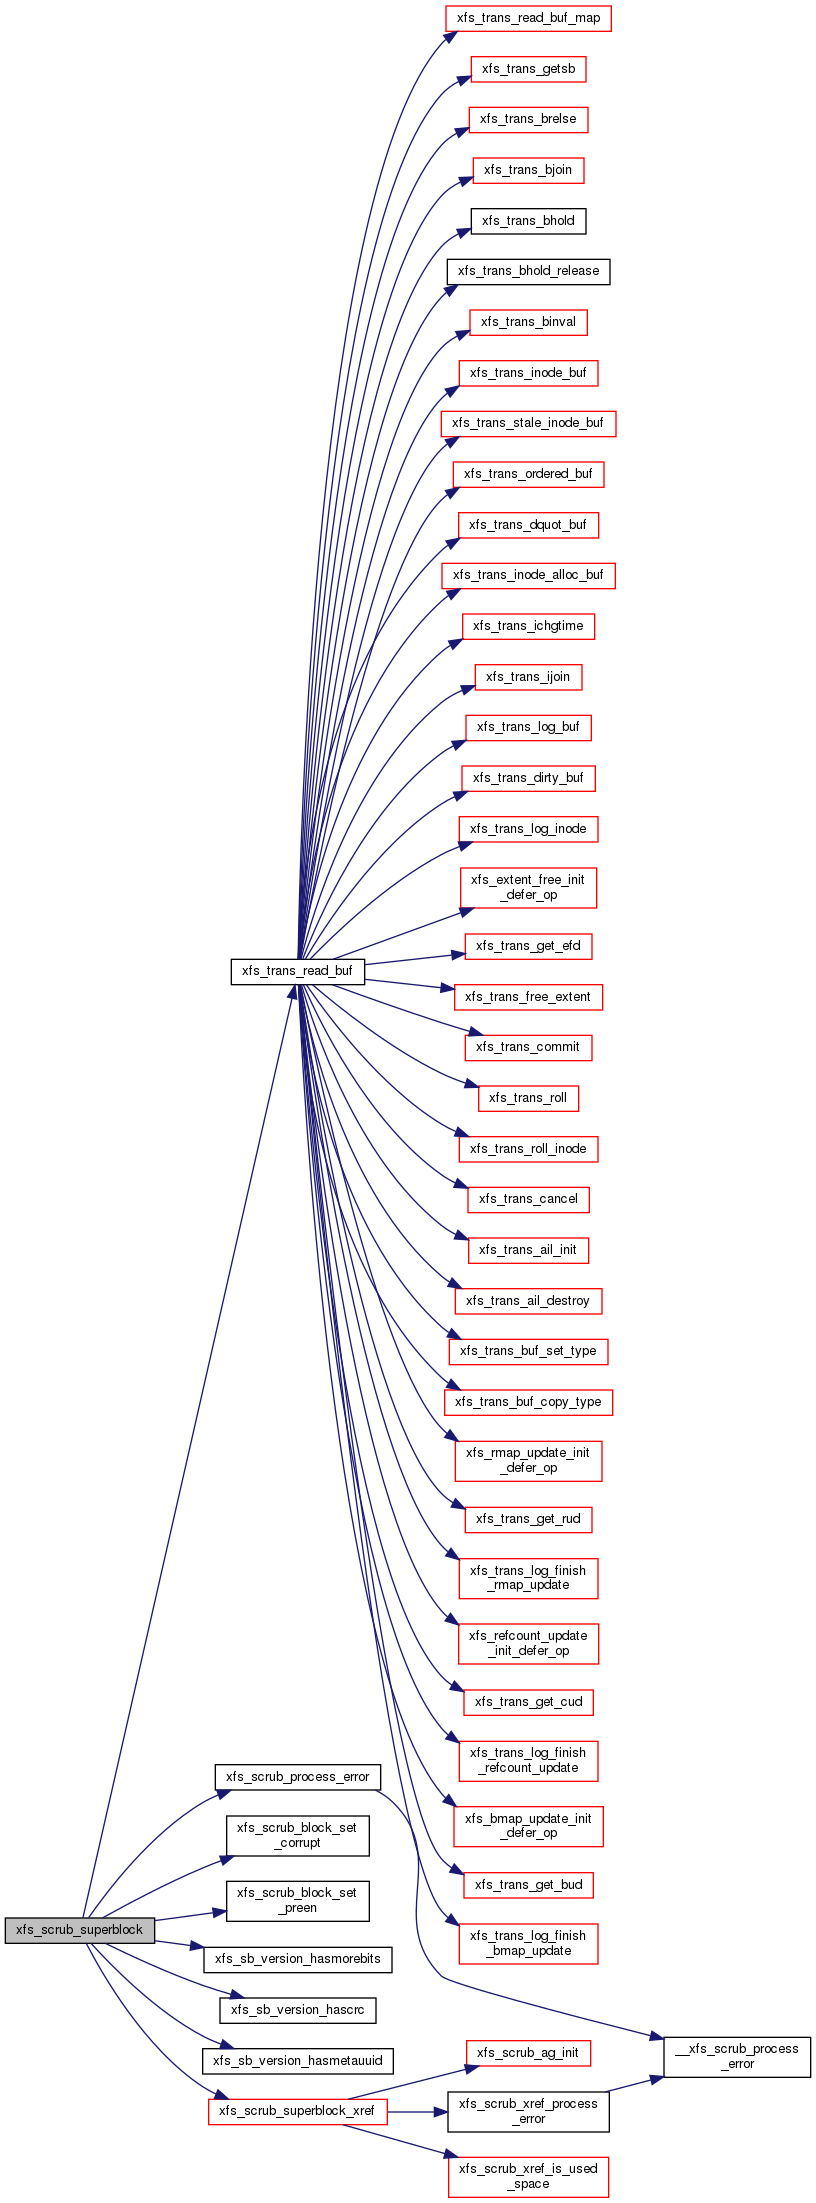 xfs_trans_read_buf_map
xfs_trans_getsb
xfs_trans_brelse
xfs_trans_bjoin
xfs_trans_bhold
xfs_trans_bhold_release
xfs_trans_binval
xfs_trans_inode_buf
xfs_trans_stale_inode_buf
xfs_trans_ordered_buf
xfs_trans_dquot_buf
xfs_trans_inode_alloc_buf
xfs_trans_ichgtime
xfs_trans_ijoin
xfs_trans_log_buf
xfs_trans_dirty_buf
xfs_trans_log_inode
xfs_extent_free_init
_defer_op
xfs_trans_get_efd
xfs_trans_read_buf
xfs_trans_free_extent
xfs_trans_commit
xfs_trans_roll
xfs_trans_roll_inode
xfs_trans_cancel
xfs_trans_ail_init
xfs_trans_ail_destroy
xfs_trans_buf_set_type
xfs_trans_buf_copy_type
xfs_rmap_update_init
_defer_op
xfs_trans_get_rud
xfs_trans_log_finish
_rmap_update
xfs_refcount_update
_init_defer_op
xfs_trans_get_cud
xfs_trans_log_finish
_refcount_update
xfs_scrub_process_error
xfs_bmap_update_init
_defer_op
xfs_scrub_block_set
_corrupt
xfs_trans_get_bud
xfs_scrub_block_set
_preen
xfs_scrub_superblock
xfs_trans_log_finish
_bmap_update
xfs_sb_version_hasmorebits
xfs_sb_version_hascrc
xfs_scrub_ag_init
__xfs_scrub_process
_error
xfs_sb_version_hasmetauuid
xfs_scrub_superblock_xref
xfs_scrub_xref_process
_error
xfs_scrub_xref_is_used
_space